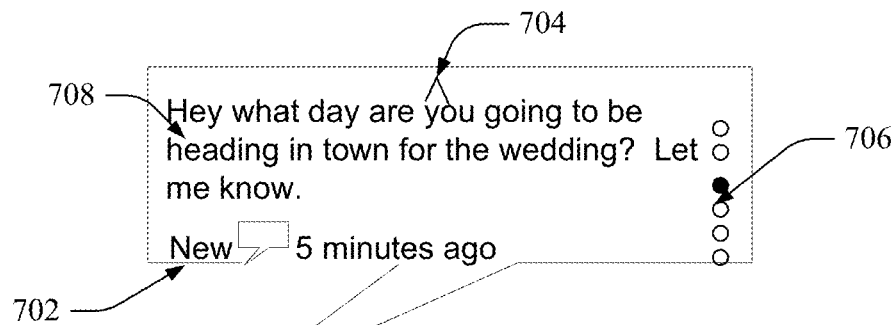 704
708
Hey what day are you going to be
heading in town for the wedding? Let
me know.
706
New 5 minutes ago
702